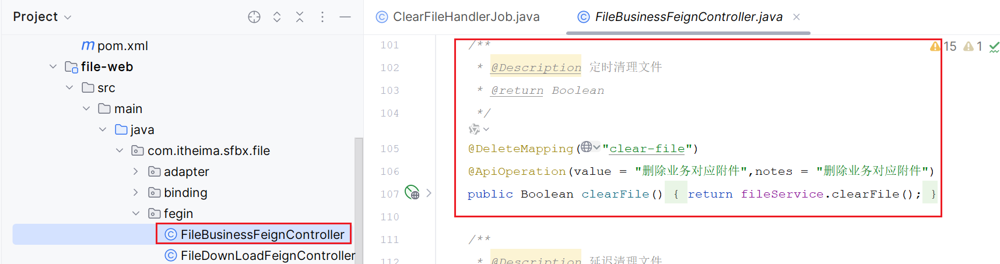 Project
pom.xml
file-web
src
main
java
com.itheima.sfbx.file
adapter
binding
fegin
FileBusinessFeignController
FileDownLoadFeignController
ClearFileHandlerJob.java
FileBusinessFeignController.java
15 1
101 /**
102 * @Description 定时清理文件
103 * @return Boolean
104 */
105 @DeleteMapping("clear-file")
106 @ApiOperation(value = "删除业务对应附件",notes = "删除业务对应附件")
107 public Boolean clearFile() { return fileService.clearFile(); }
110
111 /**
112 * @Description 延迟清理文件